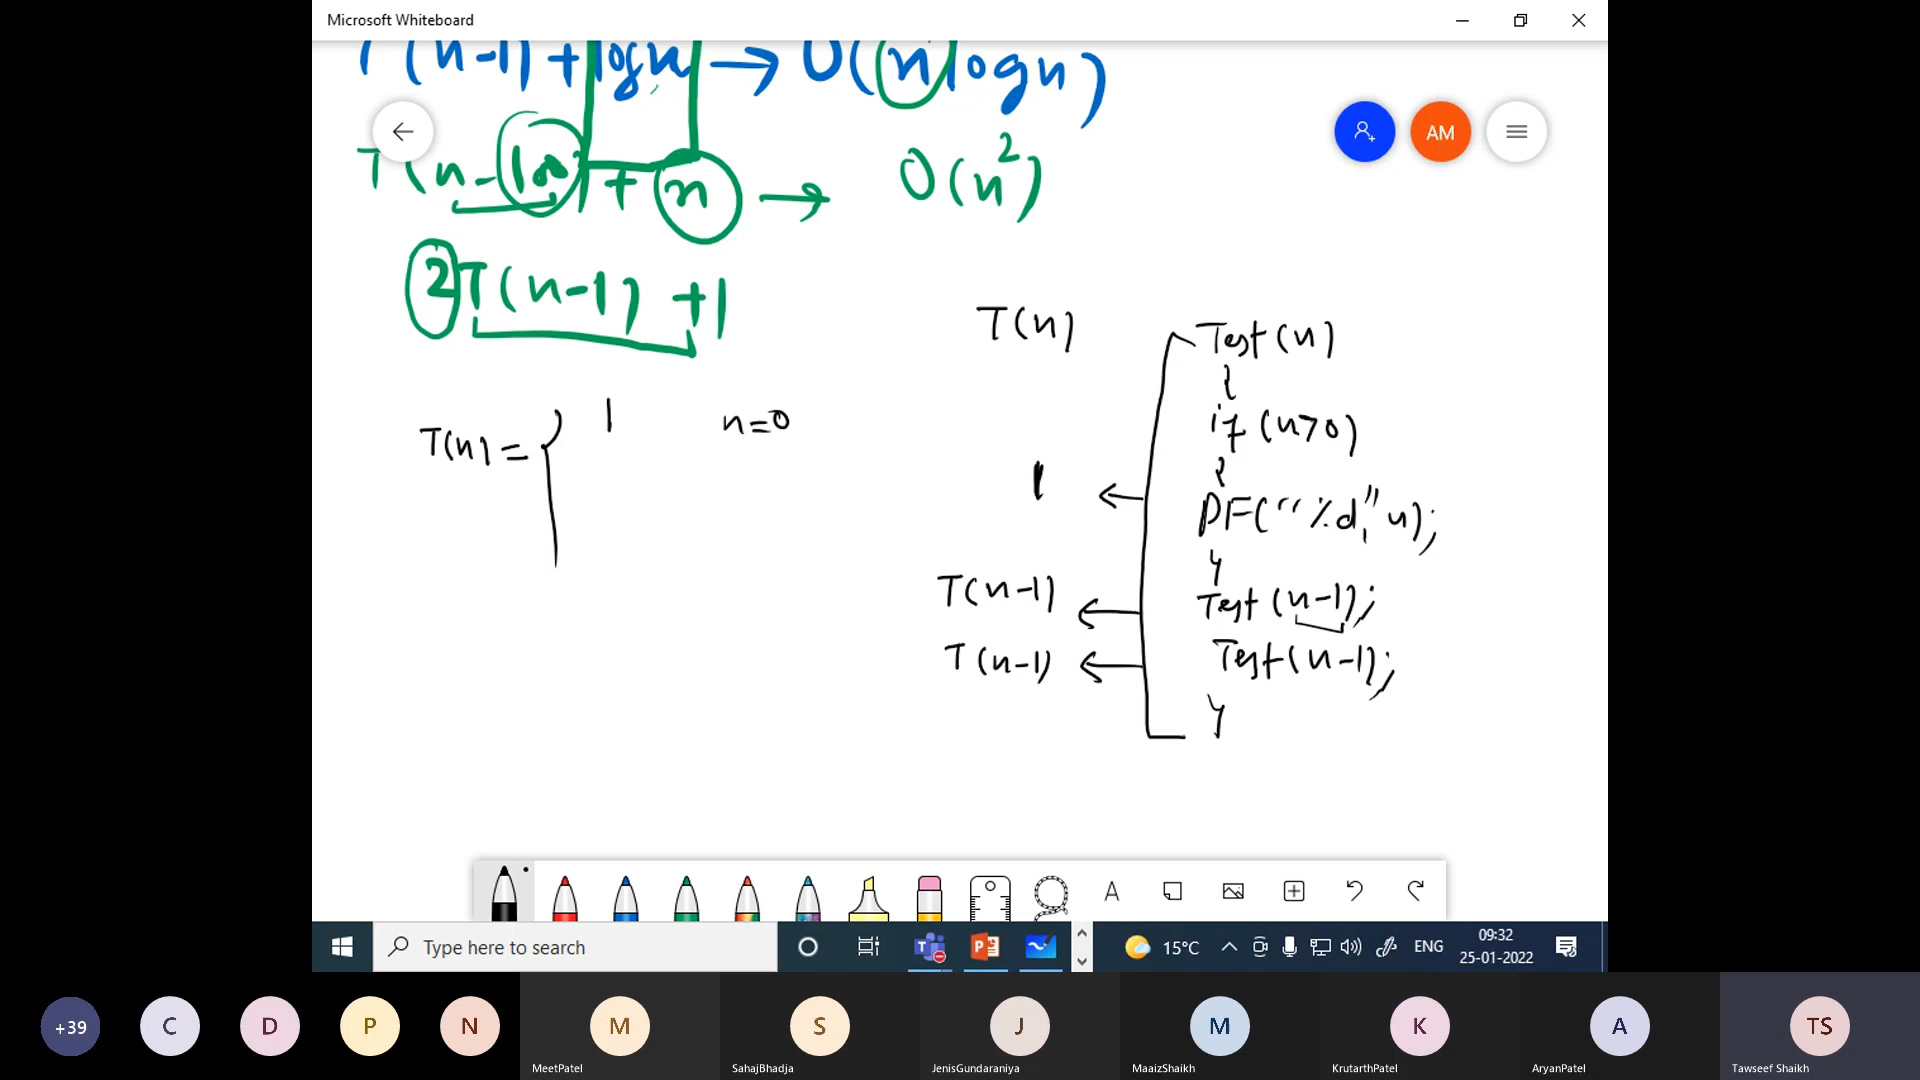 Microsoft Whiteboard
T(n-1) + logn → O(nlogn)
AM
T(n-100) + n → O(n²)
2T(n-1) +1
T(n)
Test(n)
{
if (n>0)
{
T(n) = { 1 n=0
1 ←
PF("%d", n);
}
T(n-1) ←
Test(n-1);
T(n-1) ←
Test(n-1);
}
A
Type here to search
15°C
ENG
09:32
25-01-2022
+39
C
D
P
N
M
S
J
M
K
A
TS
MeetPatel
SahajBhadja
JenisGundaraniya
MaaizShaikh
KrutarthPatel
AryanPatel
Tawseef Shaikh